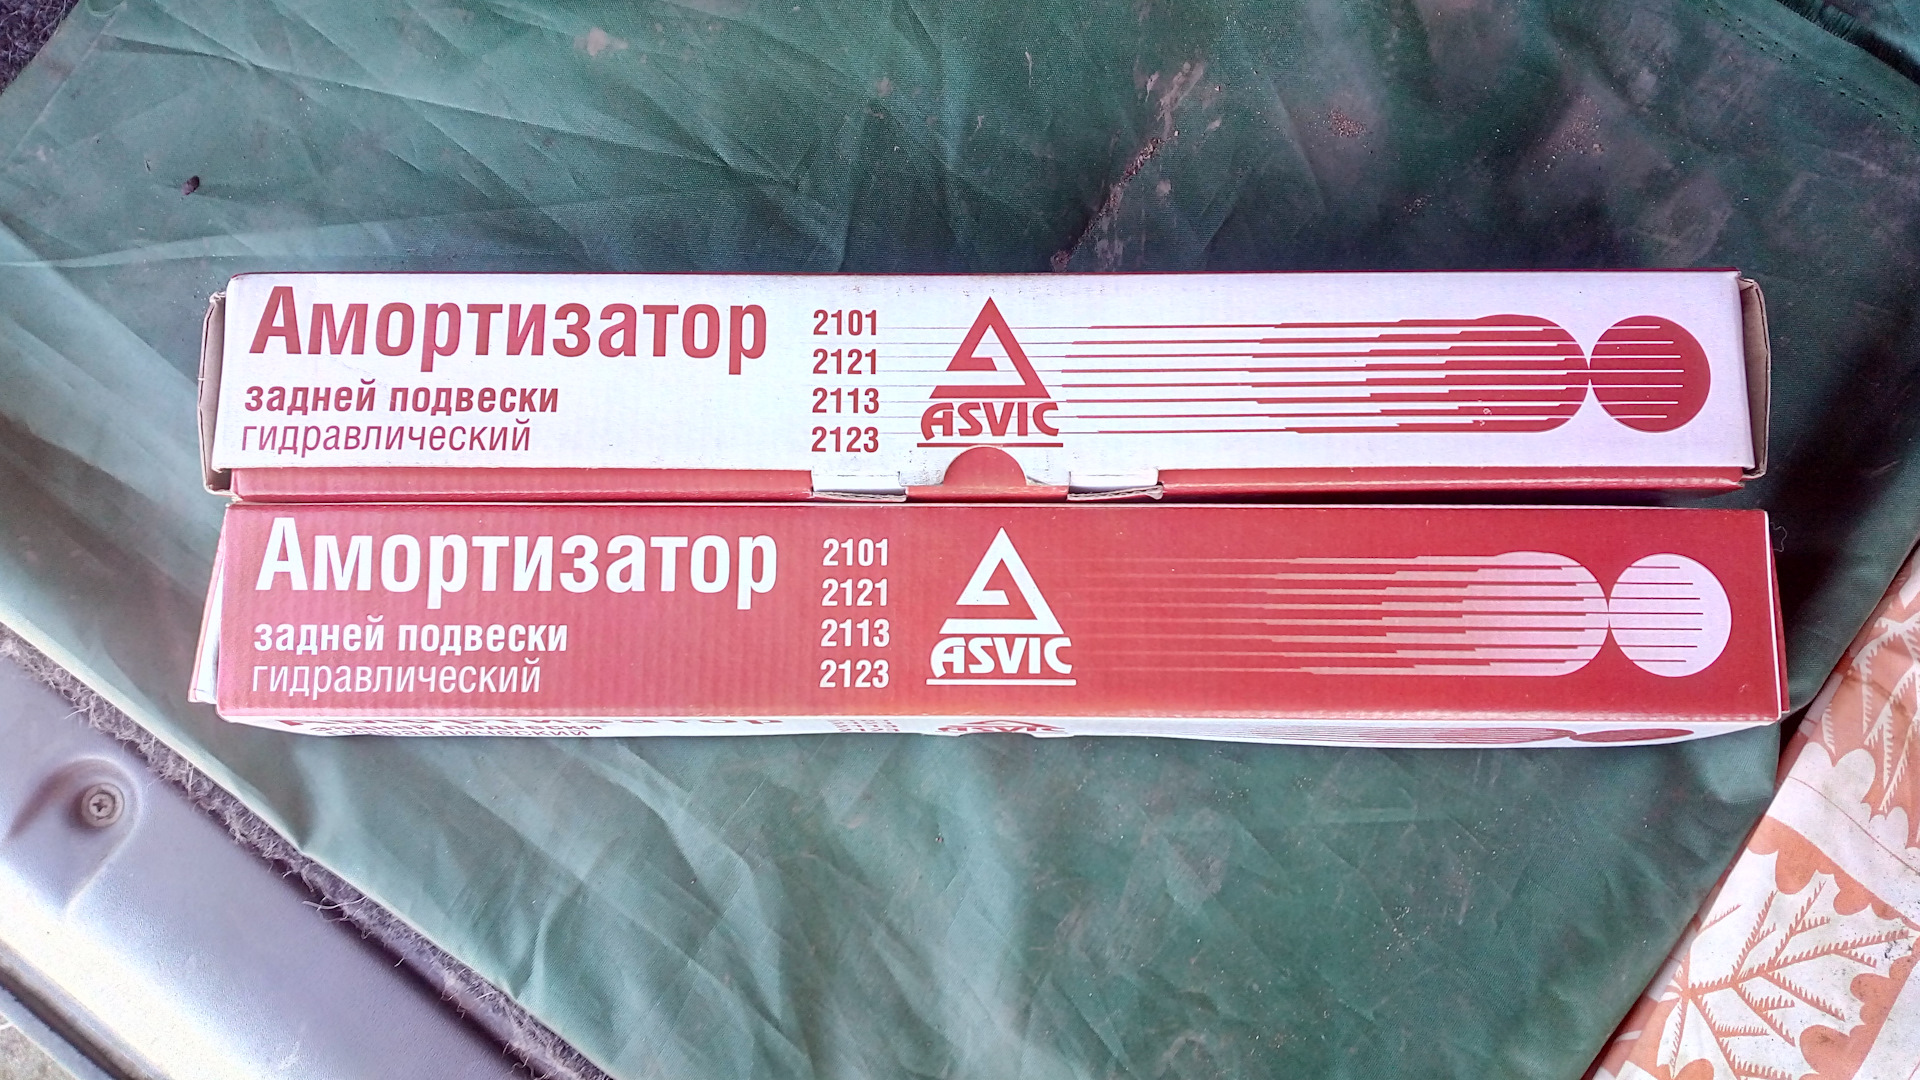 Амортизатор
задней подвески
гидравлический
2101
2121
2113
2123
ASVIC
Амортизатор
задней подвески
гидравлический
2101
2121
2113
2123
ASVIC